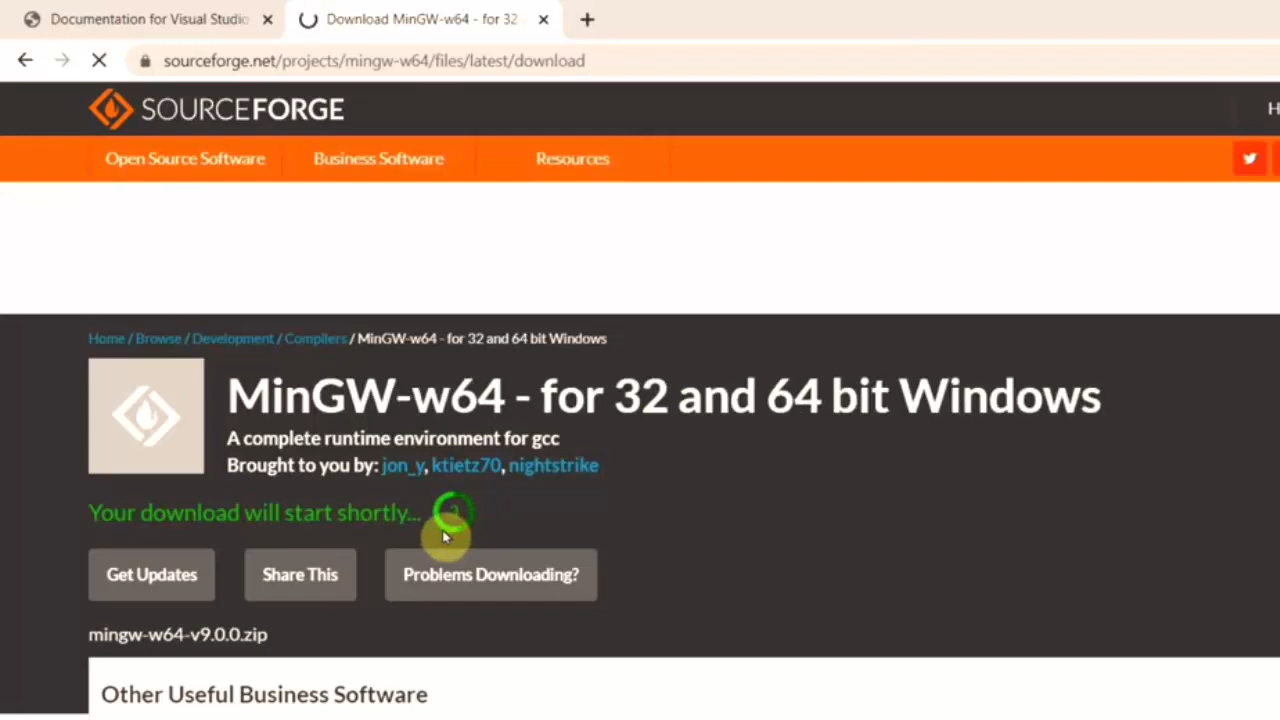 Documentation for Visual Studio
Download MinGW-w64 - for 32
sourceforge.net/projects/mingw-w64/files/latest/download
SOURCEFORGE
H
Open Source Software
Business Software
Resources
Home / Browse / Development / Compilers / MinGW-w64 - for 32 and 64 bit Windows
MinGW-w64 - for 32 and 64 bit Windows
A complete runtime environment for gcc
Brought to you by: jon_y, ktietz70, nightstrike
Your download will start shortly... 3
Get Updates
Share This
Problems Downloading?
mingw-w64-v9.0.0.zip
Other Useful Business Software